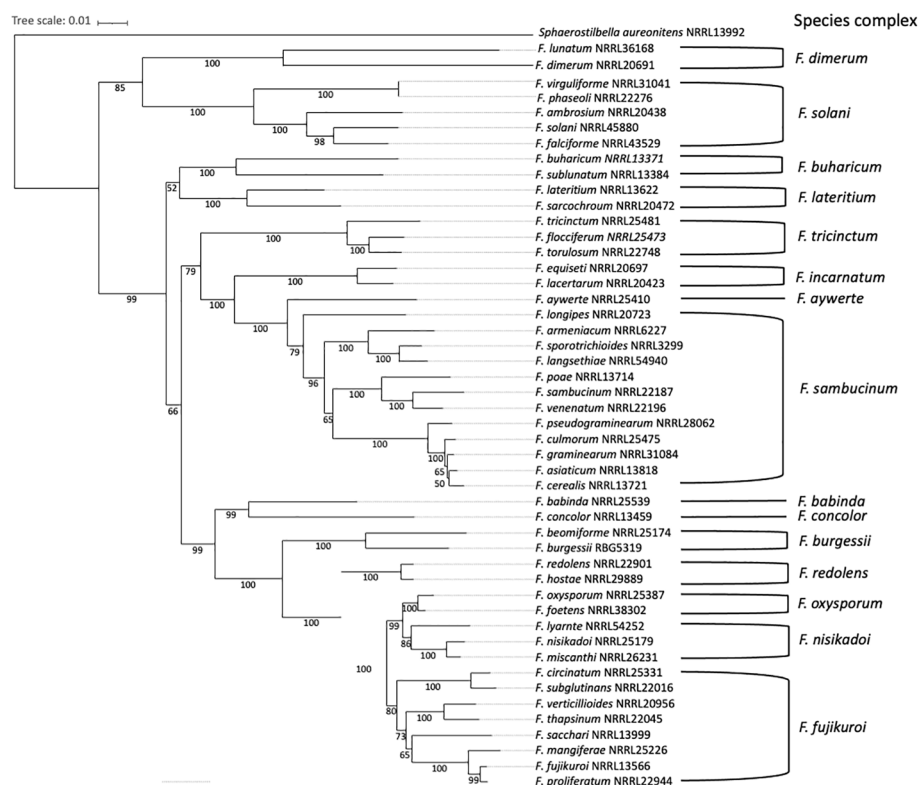 Tree scale: 0.01
Species complex
Sphaerostilbella aureonitens NRRL13992
F. lunatum NRRL36168
F. dimerum
100
F. dimerum NRRL20691
85
F. virguliforme NRRL31041
100
F. phaseoli NRRL22276
100
F. ambrosium NRRL20438
F. solani
100
F. solani NRRL45880
98
F. falciforme NRRL43529
F. buharicum NRRL13371
100
F. buharicum
52
F. sublunatum NRRL13384
F. lateritium NRRL13622
100
F. lateritium
F. sarcochroum NRRL20472
F. tricinctum NRRL25481
100
F. flocciferum NRRL25473
F. tricinctum
100
F. torulosum NRRL22748
79
F. equiseti NRRL20697
100
F. incarnatum
F. lacertarum NRRL20423
99
100
F. aywerte NRRL25410
F. aywerte
100
F. longipes NRRL20723
F. armeniacum NRRL6227
100
F. sporotrichioides NRRL3299
79
100
F. langsethiae NRRL54940
96
F. poae NRRL13714
F. sambucinum
100
F. sambucinum NRRL22187
100
F. venenatum NRRL22196
66
65
F. pseudograminearum NRRL28062
100
F. culmorum NRRL25475
100
F. graminearum NRRL31084
65
F. asiaticum NRRL13818
50
F. cerealis NRRL13721
F. babinda NRRL25539
F. babinda
99
F. concolor NRRL13459
F. concolor
F. beomiforme NRRL25174
100
F. burgessii
99
F. burgessii RBG5319
F. redolens NRRL22901
100
F. redolens
100
F. hostae NRRL29889
F. oxysporum NRRL25387
100
F. oxysporum
F. foetens NRRL38302
100
99
F. lyarnte NRRL54252
86
F. nisikadoi NRRL25179
F. nisikadoi
100
F. miscanthi NRRL26231
100
F. circinatum NRRL25331
100
F. subglutinans NRRL22016
F. verticillioides NRRL20956
80
100
F. thapsinum NRRL22045
F. fujikuroi
73
F. sacchari NRRL13999
65
F. mangiferae NRRL25226
100
F. fujikuroi NRRL13566
99
F. proliferatum NRRL22944